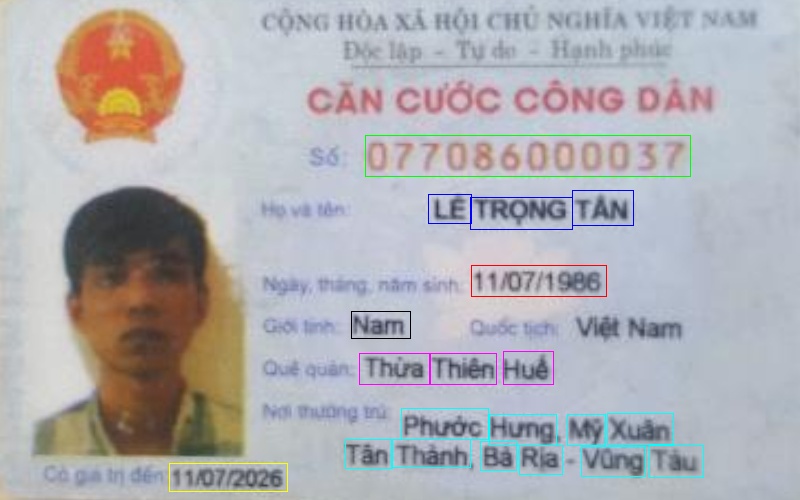 CỘNG HÒA XÃ HỘI CHỦ NGHĨA VIỆT NAM
Độc lập - Tự do - Hạnh phúc
CĂN CƯỚC CÔNG DÂN
Số: 077086000037
Họ và tên: LÊ TRỌNG TẤN
Ngày, tháng, năm sinh: 11/07/1986
Giới tính: Nam Quốc tịch: Việt Nam
Quê quán: Thừa Thiên Huế
Nơi thường trú: Phước Hưng, Mỹ Xuân
Tân Thành, Bà Rịa - Vũng Tàu
Có giá trị đến: 11/07/2026